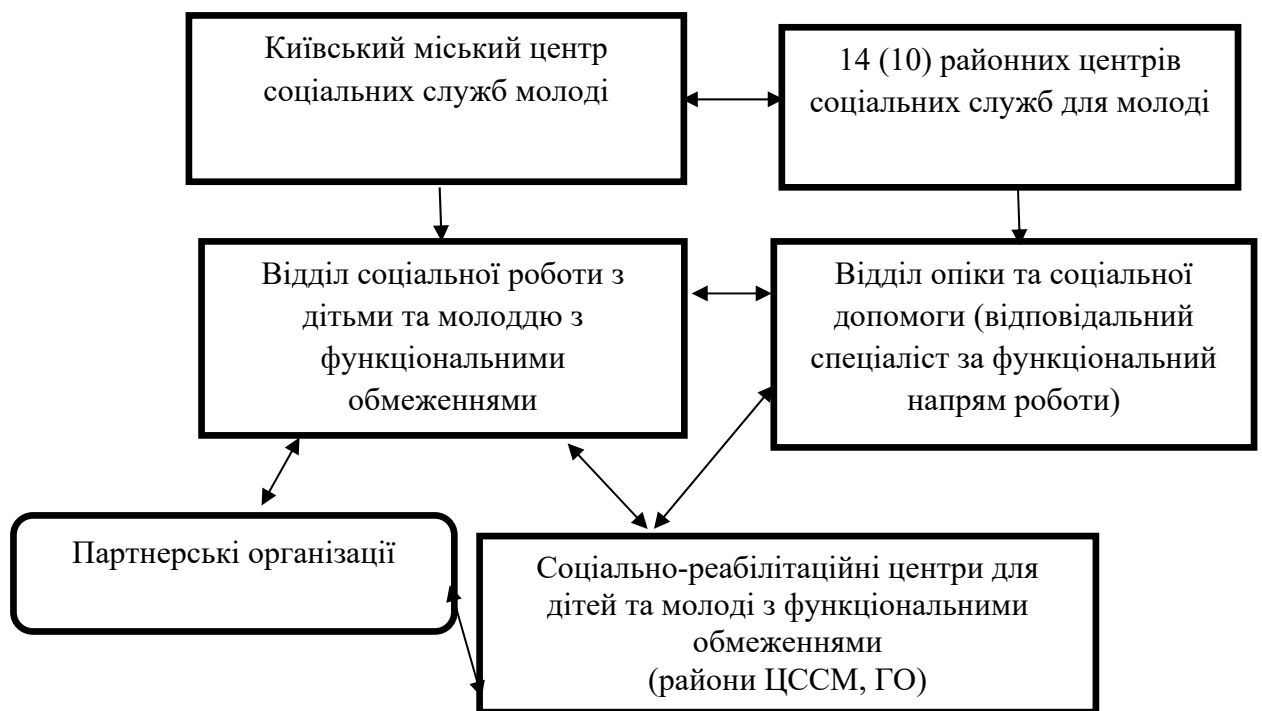 Київський міський центр
соціальних служб молоді
14 (10) районних центрів
соціальних служб для молоді
Відділ соціальної роботи з
дітьми та молоддю з
функціональними
обмеженнями
Відділ опіки та соціальної
допомоги (відповідальний
спеціаліст за функціональний
напрям роботи)
Партнерські організації
Соціально-реабілітаційні центри для
дітей та молоді з функціональними
обмеженнями
(райони ЦССМ, ГО)